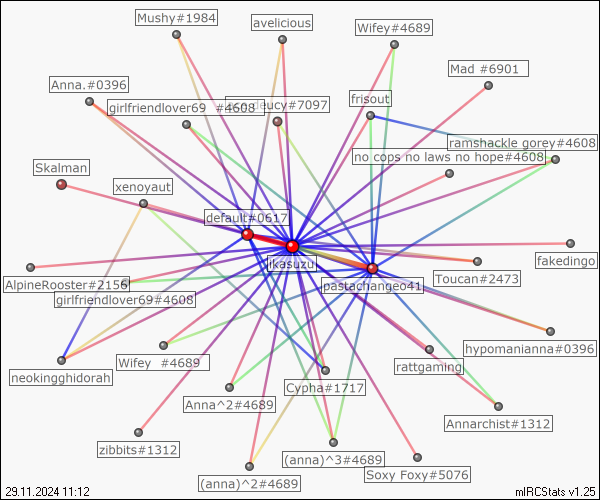 Mushy#1984
avelicious
Wifey#4689
Mad #6901
Anna.#0396
girlfriendlover69 #4608
deucy#7097
frisout
ramshackle gorey#4608
no cops no laws no hope#4608
Skalman
xenoyaut
default#0617
ikasuzu
fakedingo
AlpineRooster#2156
pastachangeo41
Toucan#2473
girlfriendlover69#4608
Wifey #4689
hypomanianna#0396
neokingghidorah
rattgaming
Cypha#1717
Anna^2#4689
Annarchist#1312
zibbits#1312
(anna)^3#4689
(anna)^2#4689
Soxy Foxy#5076
29.11.2024 11:12
mIRCStats v1.25